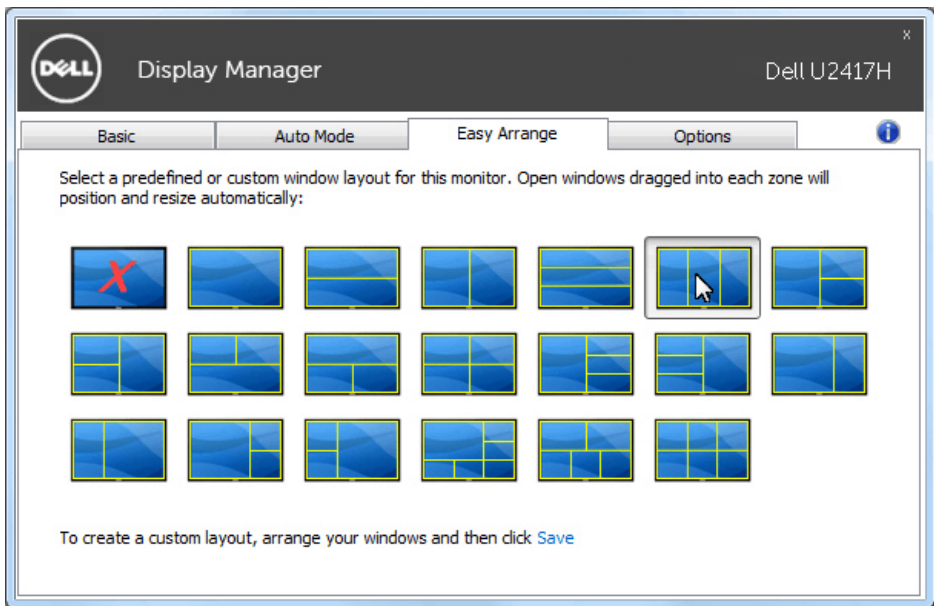 x
DELL
Display Manager
Dell U2417H
Basic
Auto Mode
Easy Arrange
Options
i
Select a predefined or custom window layout for this monitor. Open windows dragged into each zone will
position and resize automatically:
X
To create a custom layout, arrange your windows and then click Save